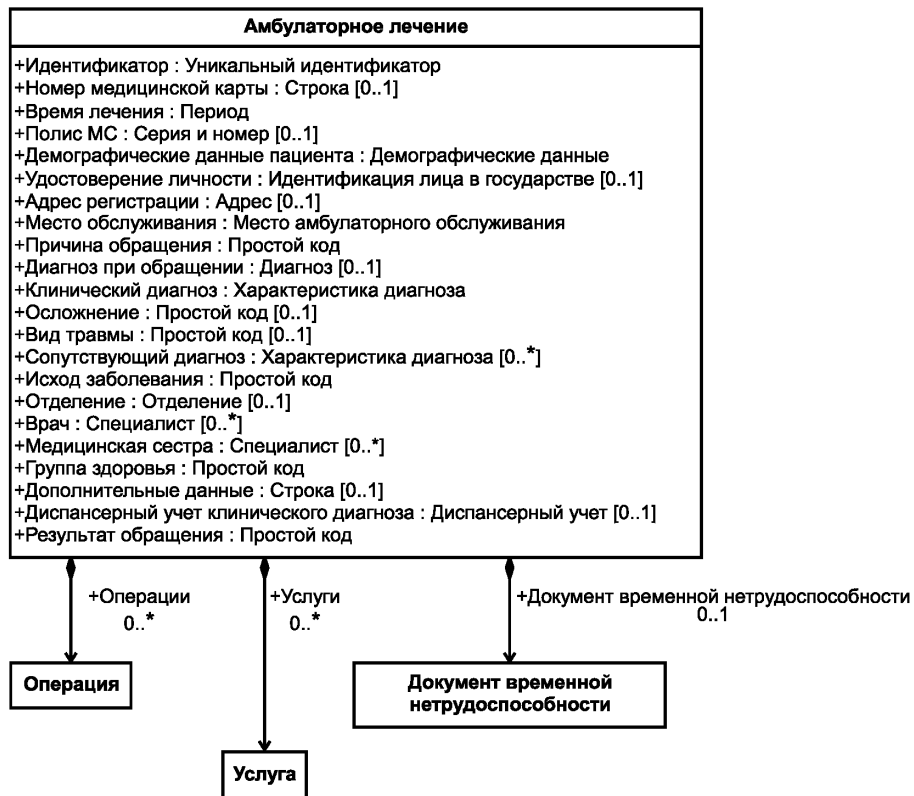 Амбулаторное лечение
+Идентификатор : Уникальный идентификатор
+Номер медицинской карты : Строка [0..1]
+Время лечения : Период
+Полис МС : Серия и номер [0..1]
+Демографические данные пациента : Демографические данные
+Удостоверение личности : Идентификация лица в государстве [0..1]
+Адрес регистрации : Адрес [0..1]
+Место обслуживания : Место амбулаторного обслуживания
+Причина обращения : Простой код
+Диагноз при обращении : Диагноз [0..1]
+Клинический диагноз : Характеристика диагноза
+Осложнение : Простой код [0..1]
+Вид травмы : Простой код [0..1]
+Сопутствующий диагноз : Характеристика диагноза [0..*]
+Исход заболевания : Простой код
+Отделение : Отделение [0..1]
+Врач : Специалист [0..*]
+Медицинская сестра : Специалист [0..*]
+Группа здоровья : Простой код
+Дополнительные данные : Строка [0..1]
+Диспансерный учет клинического диагноза : Диспансерный учет [0..1]
+Результат обращения : Простой код
+Операции
0..*
+Услуги
0..*
+Документ временной нетрудоспособности
0..1
Операция
Документ временной
нетрудоспособности
Услуга